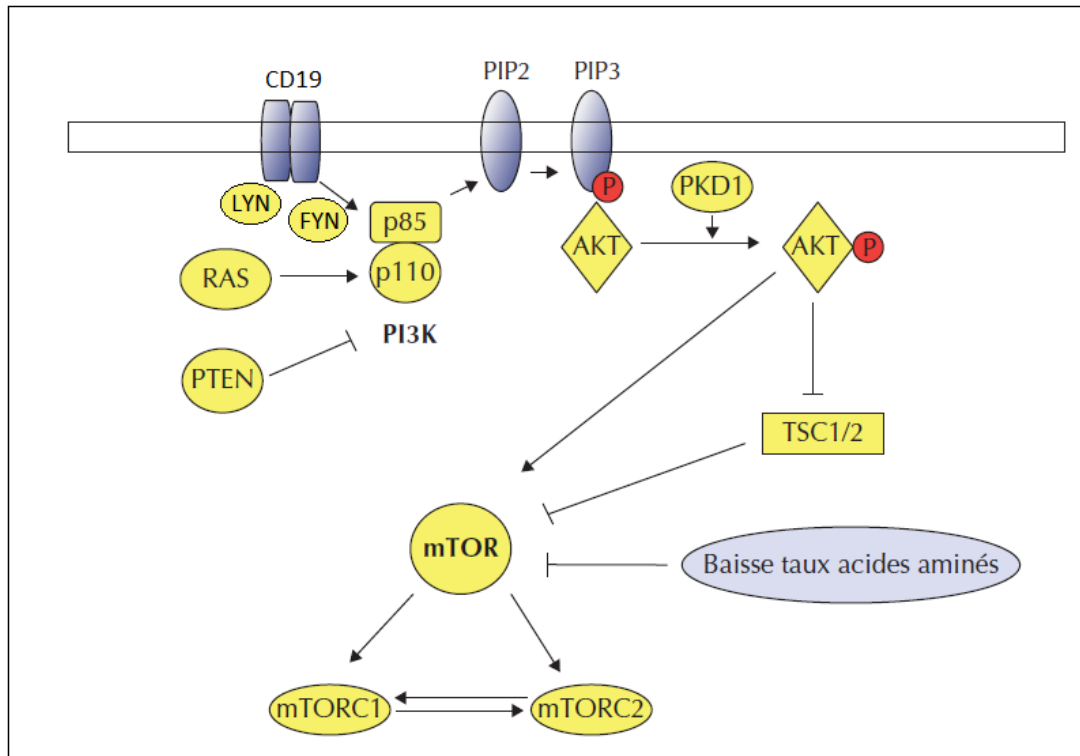 CD19
PIP2
PIP3
LYN
FYN
p85
p110
PI3K
RAS
PTEN
P
AKT
PKD1
AKT
P
TSC1/2
mTOR
Baisse taux acides aminés
mTORC1
mTORC2